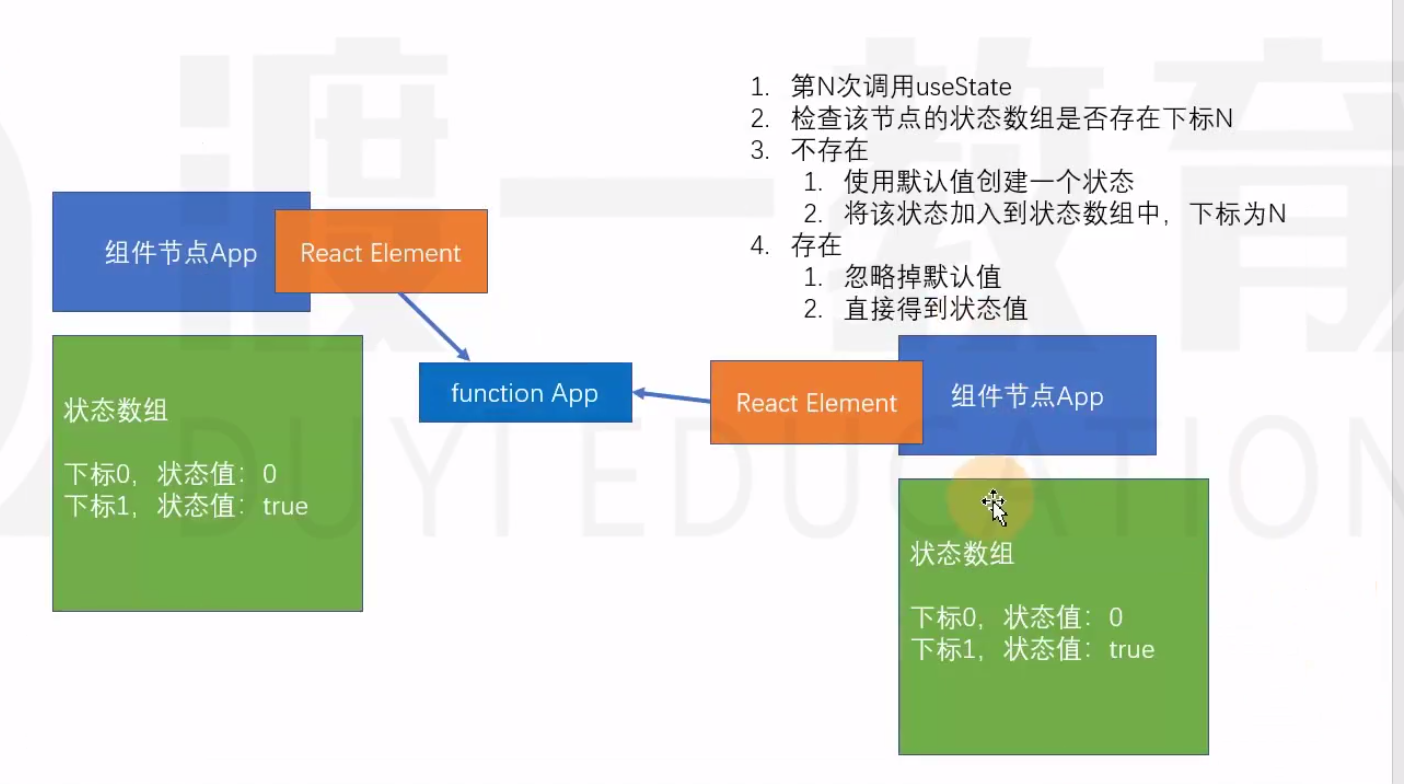 1. 第N次调用useState
2. 检查该节点的状态数组是否存在下标N
3. 不存在
1. 使用默认值创建一个状态
2. 将该状态加入到状态数组中，下标为N
4. 存在
1. 忽略掉默认值
2. 直接得到状态值
组件节点App
React Element
function App
React Element
组件节点App
状态数组
下标0，状态值：0
下标1，状态值：true
状态数组
下标0，状态值：0
下标1，状态值：true
渡一教育
DUYI EDUCATION